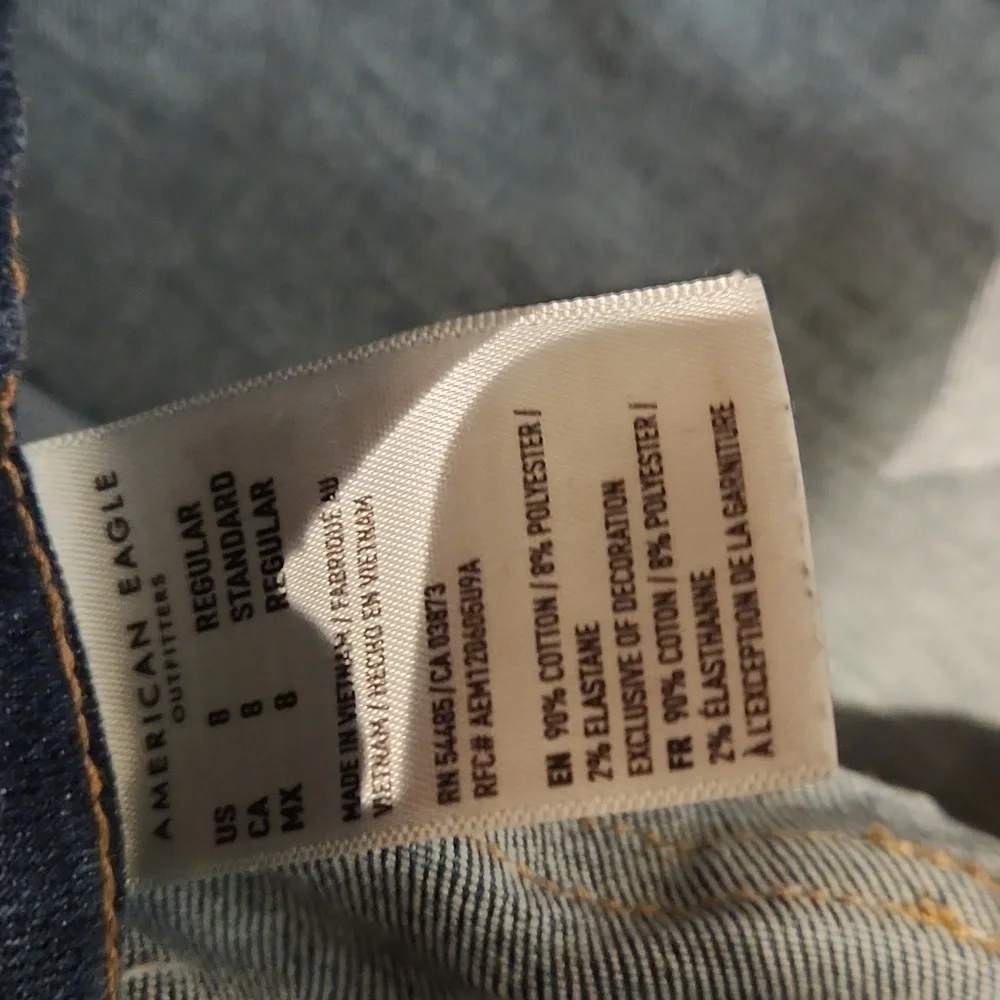 AMERICAN EAGLE
OUTFITTERS
US 8 REGULAR
CA 8 STANDARD
MX 8 REGULAR
MADE IN VIETNAM / FABRIQUÉ AU
VIETNAM / HECHO EN VIETNAM
RN 54485/CA 03873
RFC# AEM120606U9A
EN 90% COTTON / 8% POLYESTER /
2% ELASTANE
EXCLUSIVE OF DECORATION
FR 90% COTON / 8% POLYESTER /
2% ÉLASTHANNE
À L'EXCEPTION DE LA GARNITURE